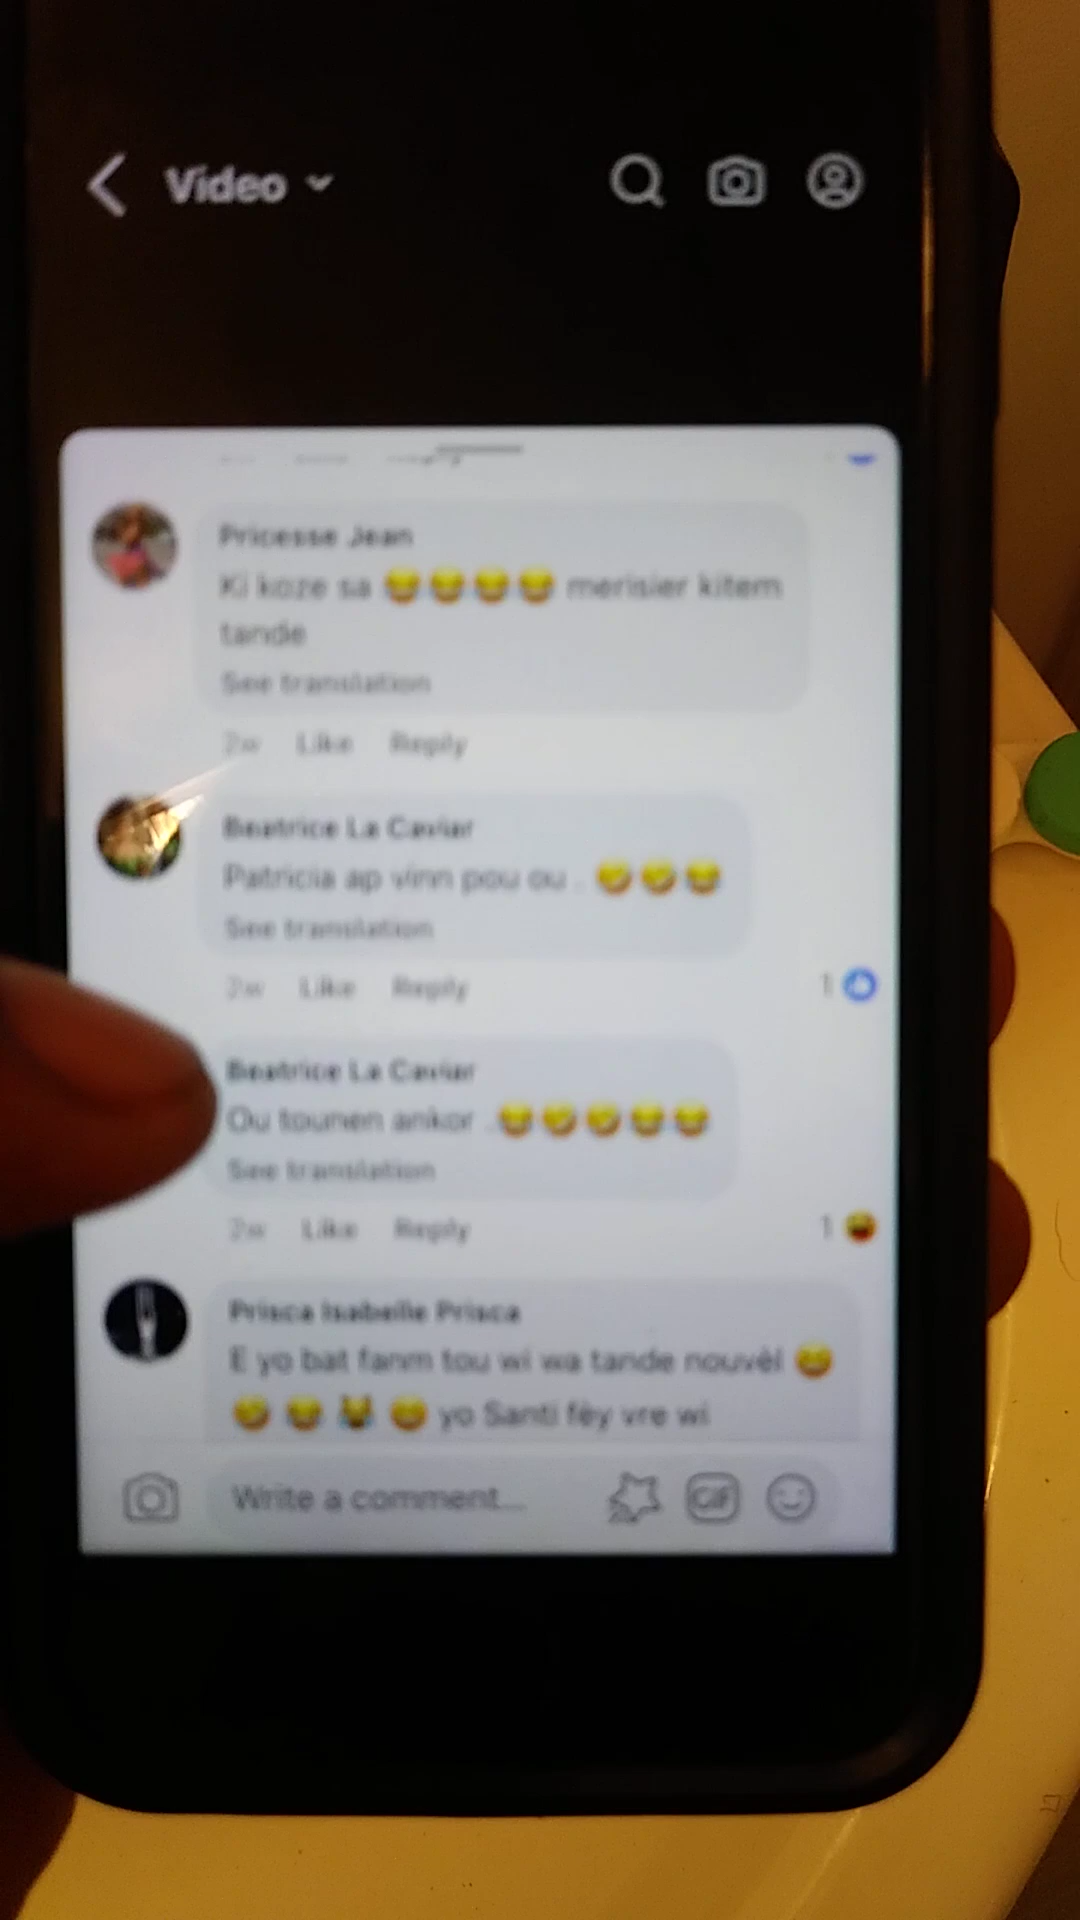 Video
Pricesse Jean
Ki koze sa 😂😂😂😂 merisier kitem
tande
See translation
2w Like Reply
Beatrice La Caviar
Patricia ap vinn pou ou . 🤣🤣😂
See translation
2w Like Reply 1
Beatrice La Caviar
Ou tounen ankor .😂🤣🤣😂😂
See translation
2w Like Reply 1
Prisca Isabelle Prisca
E yo bat fanm tou wi wa tande nouvèl 😂
🤣😂😹😂 yo Santi fèy vre wi
Write a comment...
GIF